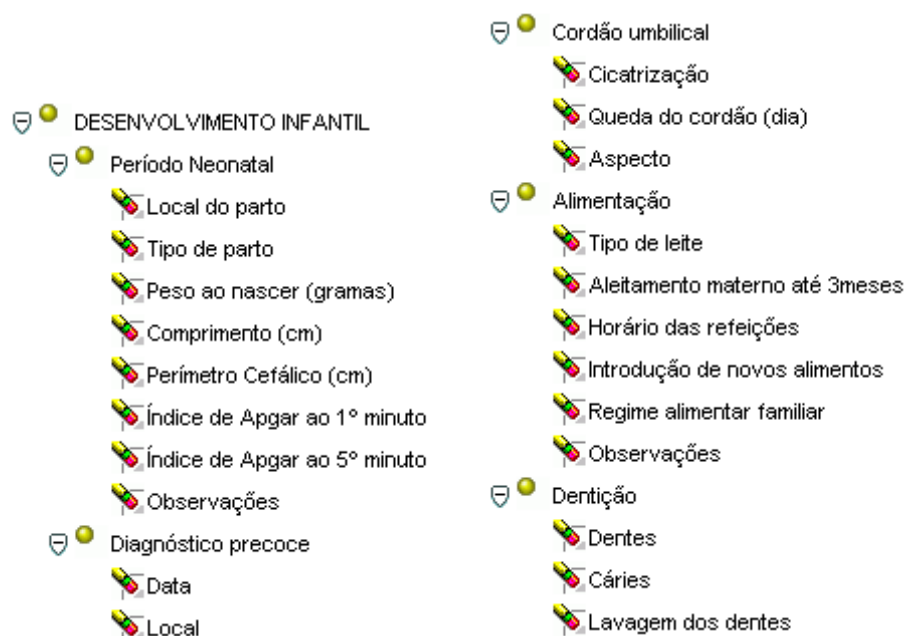 DESENVOLVIMENTO INFANTIL
Período Neonatal
Local do parto
Tipo de parto
Peso ao nascer (gramas)
Comprimento (cm)
Perímetro Cefálico (cm)
Índice de Apgar ao 1º minuto
Índice de Apgar ao 5º minuto
Observações
Diagnóstico precoce
Data
Local
Cordão umbilical
Cicatrização
Queda do cordão (dia)
Aspecto
Alimentação
Tipo de leite
Aleitamento materno até 3meses
Horário das refeições
Introdução de novos alimentos
Regime alimentar familiar
Observações
Dentição
Dentes
Cáries
Lavagem dos dentes